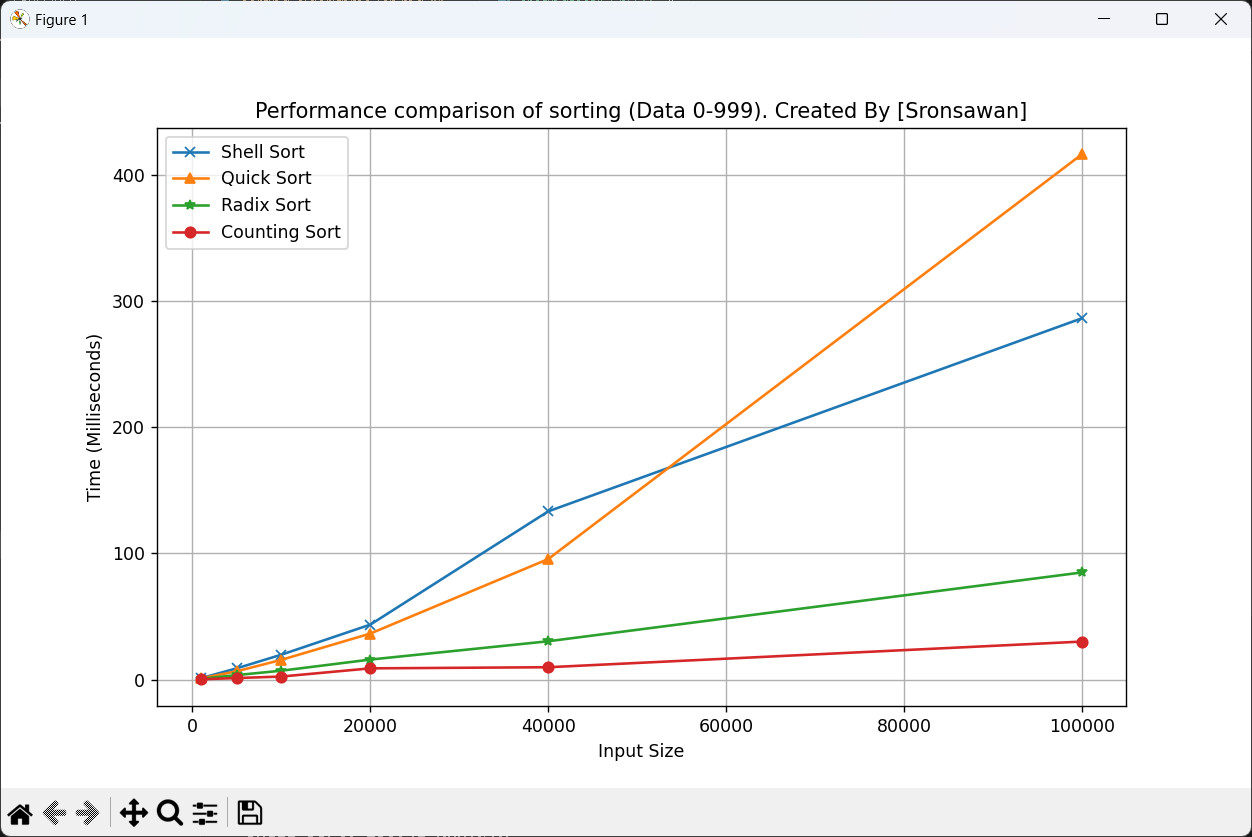 Figure 1
Performance comparison of sorting (Data 0-999). Created By [Sronsawan]
Shell Sort
Quick Sort
Radix Sort
Counting Sort
400
300
200
100
0
Time (Milliseconds)
0 20000 40000 60000 80000 100000
Input Size